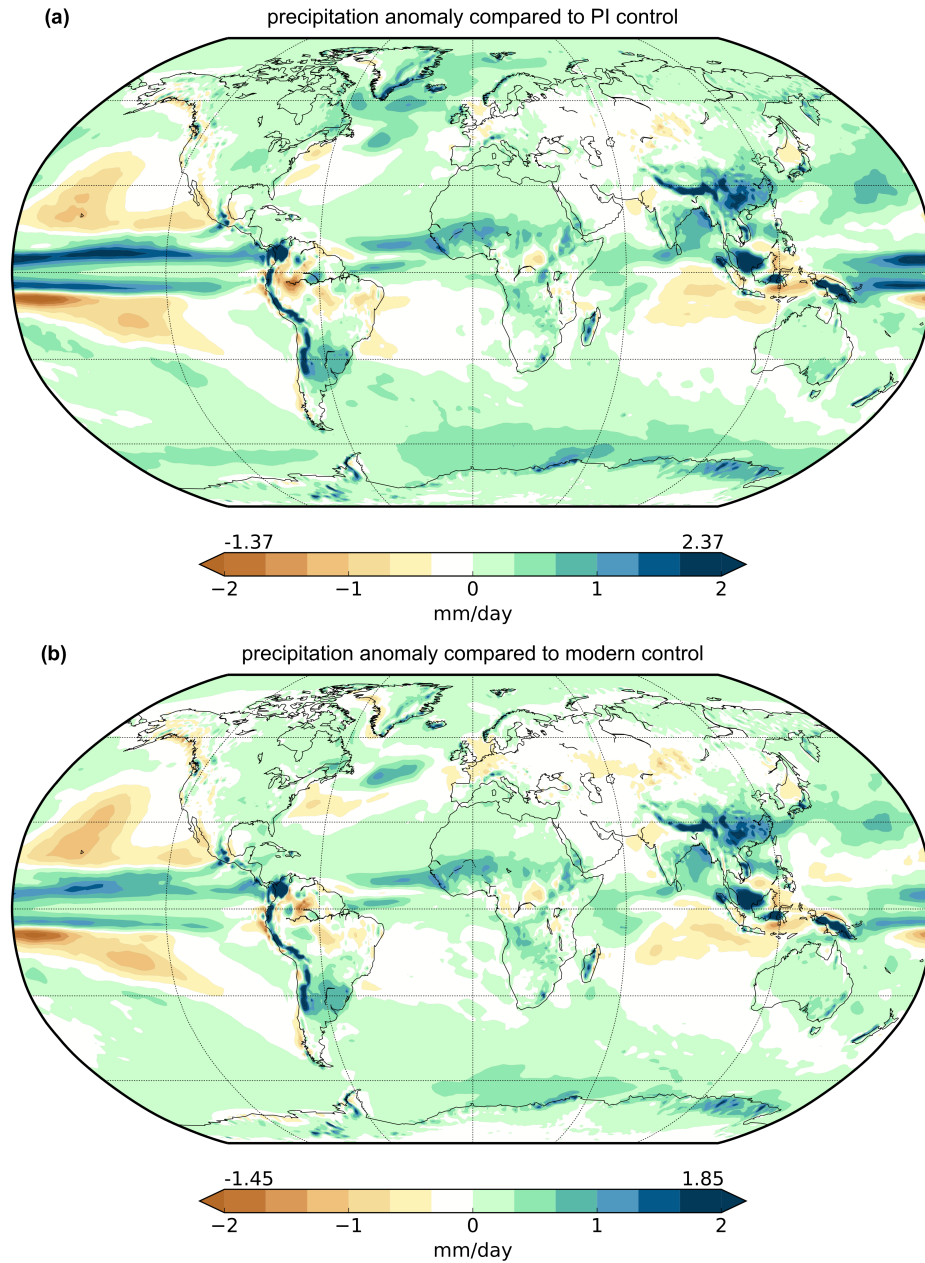 (a)
precipitation anomaly compared to PI control
-1.37 2.37
−2 −1 0 1 2
mm/day
(b)
precipitation anomaly compared to modern control
-1.45 1.85
−2 −1 0 1 2
mm/day